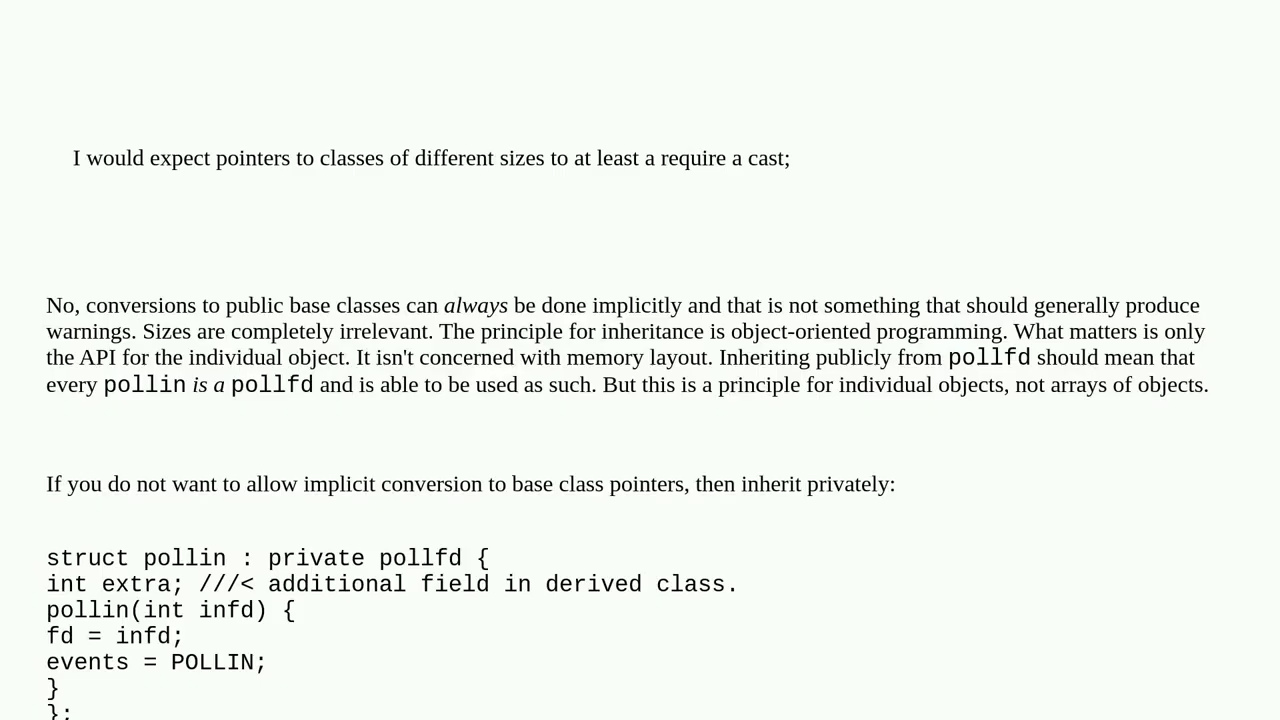 I would expect pointers to classes of different sizes to at least a require a cast;
No, conversions to public base classes can always be done implicitly and that is not something that should generally produce
warnings. Sizes are completely irrelevant. The principle for inheritance is object-oriented programming. What matters is only
the API for the individual object. It isn't concerned with memory layout. Inheriting publicly from pollfd should mean that
every pollin is a pollfd and is able to be used as such. But this is a principle for individual objects, not arrays of objects.
If you do not want to allow implicit conversion to base class pointers, then inherit privately:
struct pollin : private pollfd {
int extra; ///< additional field in derived class.
pollin(int infd) {
fd = infd;
events = POLLIN;
}
};